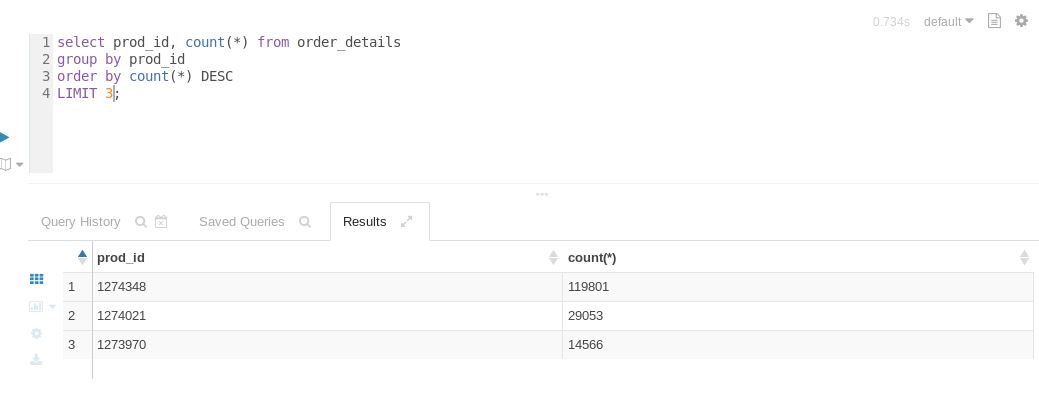 0.734s default
1 select prod_id, count(*) from order_details
2 group by prod_id
3 order by count(*) DESC
4 LIMIT 3;
Query History Saved Queries Results
prod_id count(*)
1 1274348 119801
2 1274021 29053
3 1273970 14566